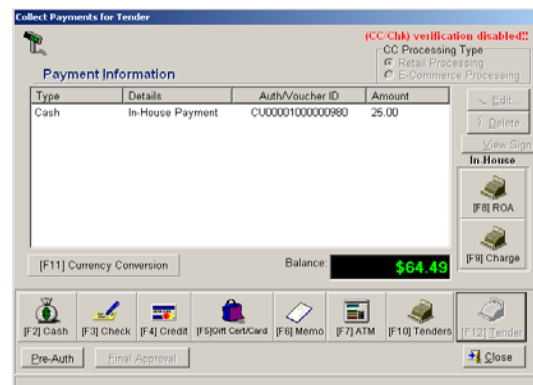 Collect Payments for Tender
(CC/Chk) verification disabled!!
CC Processing Type
Retail Processing
E-Commerce Processing
Payment Information
Type Details Auth/Voucher ID Amount
Cash In-House Payment CU00001000000980 25.00
Edit...
Delete
View Sign
In-House
[F8] ROA
[F9] Charge
[F11] Currency Conversion
Balance: $64.49
[F2] Cash [F3] Check [F4] Credit [F5]Gift Cert/Card [F6] Memo [F7] ATM [F10] Tenders [F12] Tender
Pre-Auth Final Approval Close